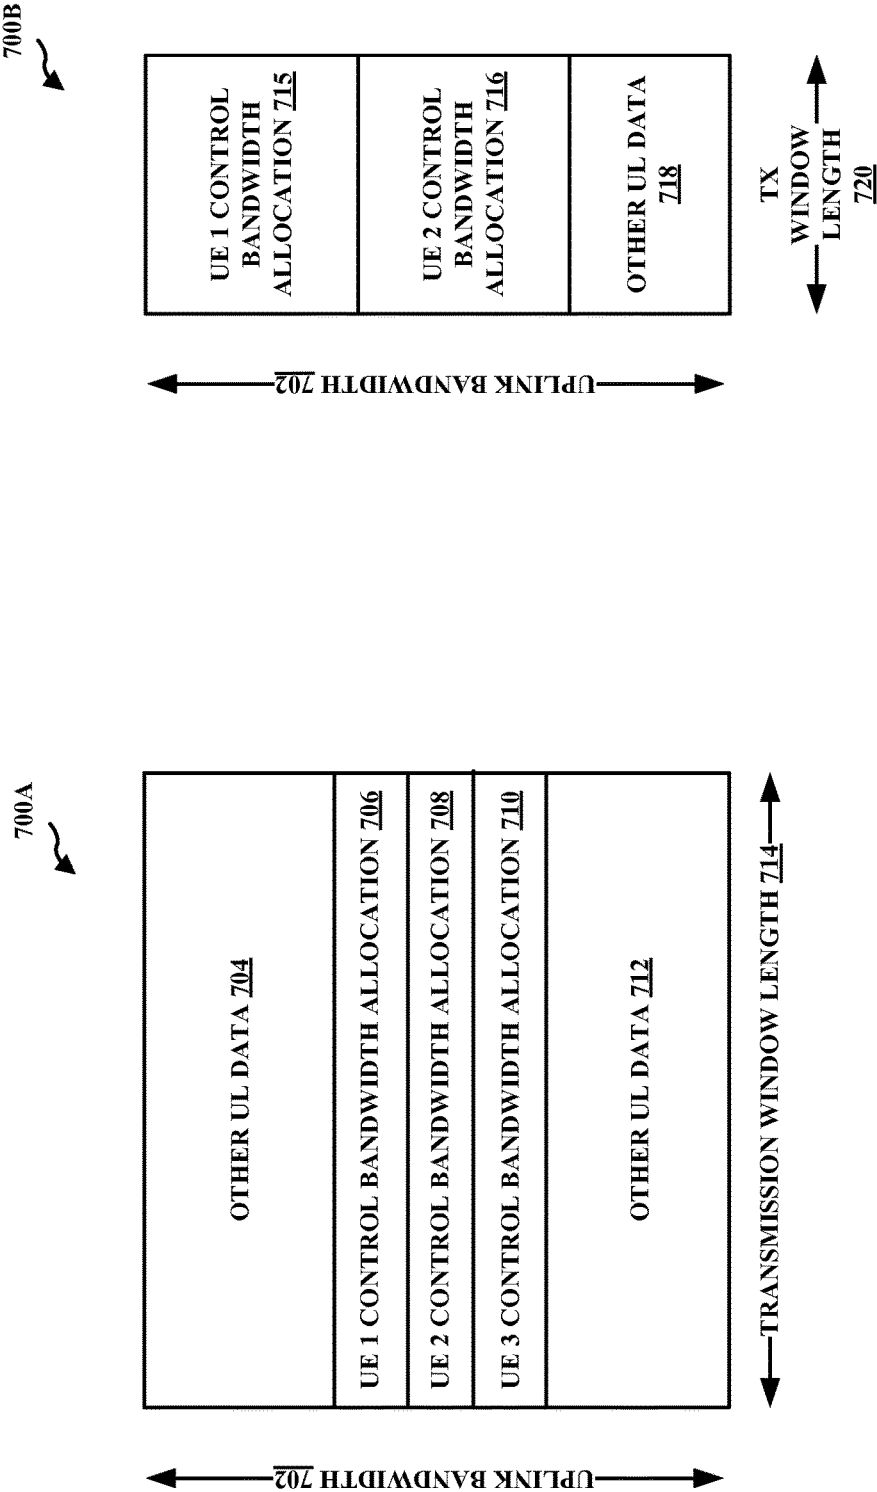 700A
UPLINK BANDWIDTH 702
OTHER UL DATA 704
UE 1 CONTROL BANDWIDTH ALLOCATION 706
UE 2 CONTROL BANDWIDTH ALLOCATION 708
UE 3 CONTROL BANDWIDTH ALLOCATION 710
OTHER UL DATA 712
TRANSMISSION WINDOW LENGTH 714
700B
UPLINK BANDWIDTH 702
UE 1 CONTROL
BANDWIDTH
ALLOCATION 715
UE 2 CONTROL
BANDWIDTH
ALLOCATION 716
OTHER UL DATA
718
TX
WINDOW
LENGTH
720